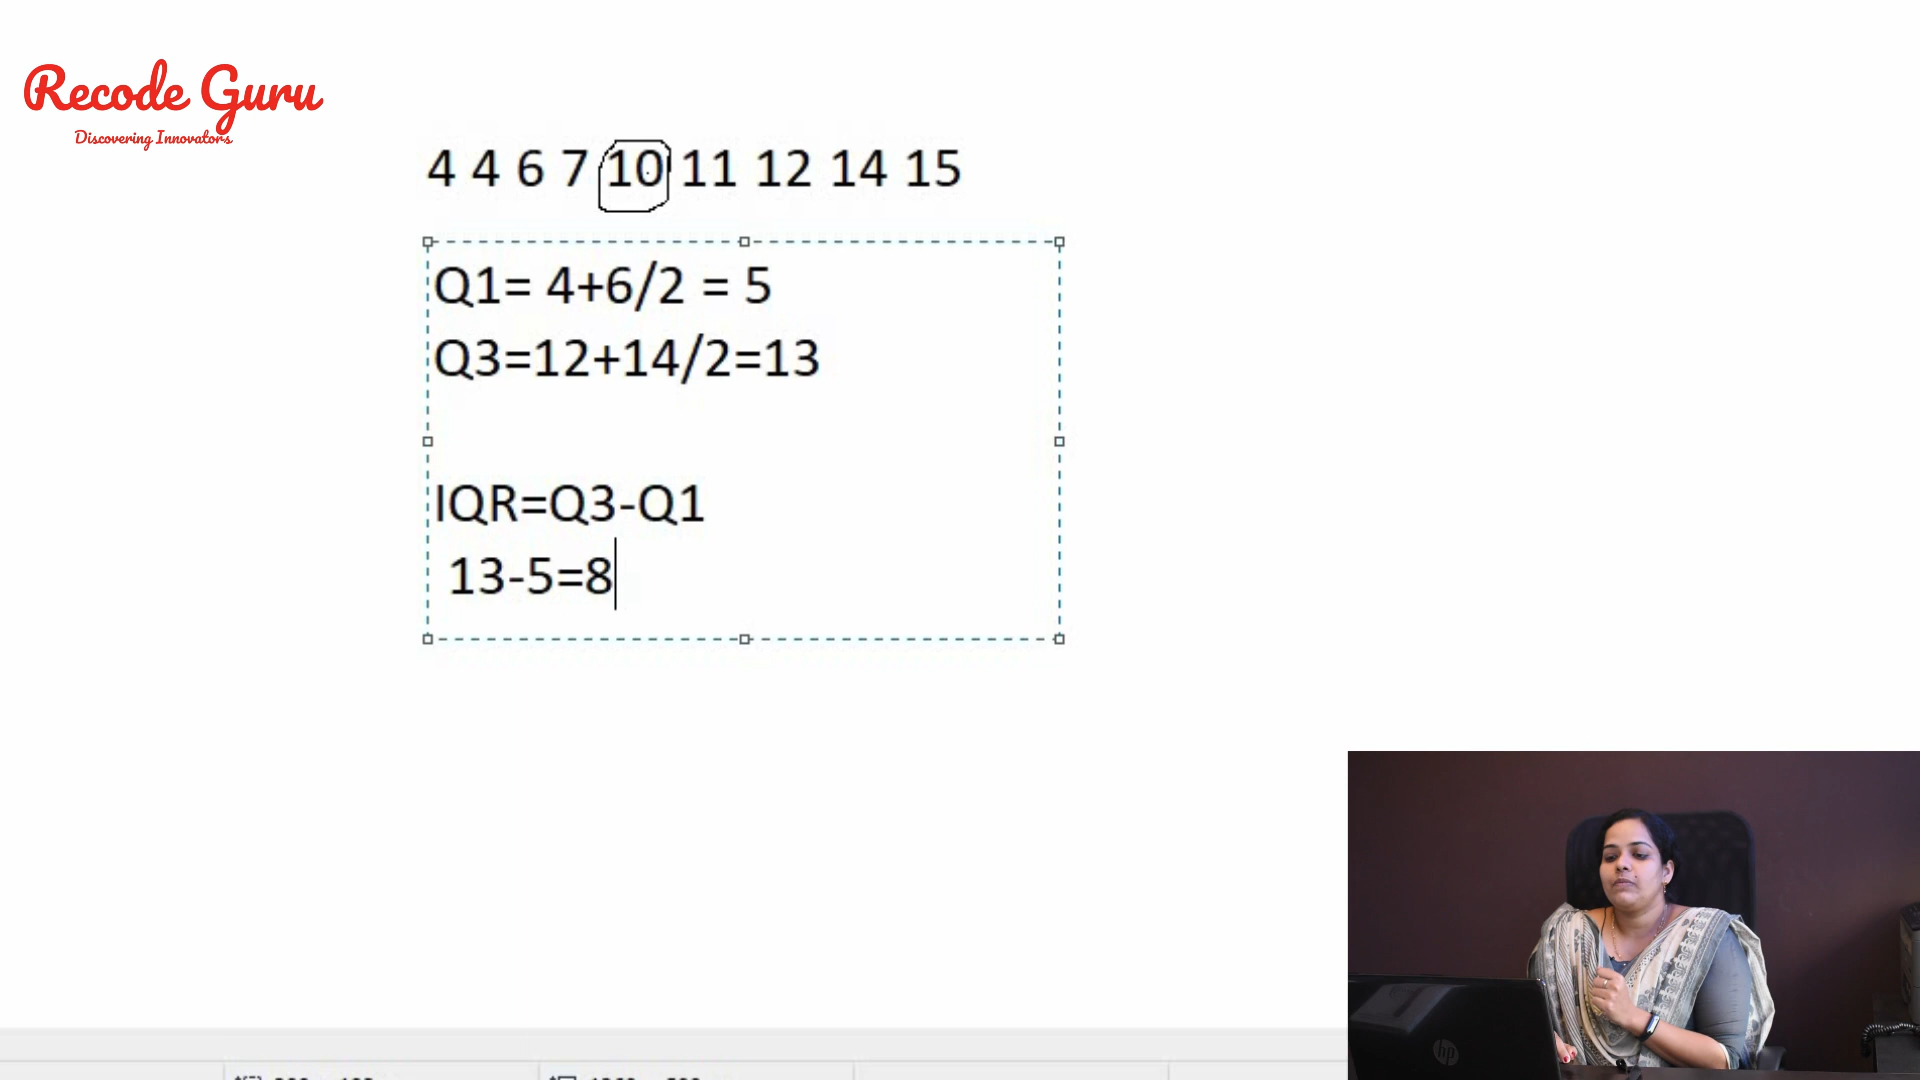 Recode Guru
Discovering Innovators
4 4 6 7 10 11 12 14 15
Q1= 4+6/2 = 5
Q3=12+14/2=13
IQR=Q3-Q1
13-5=8
hp